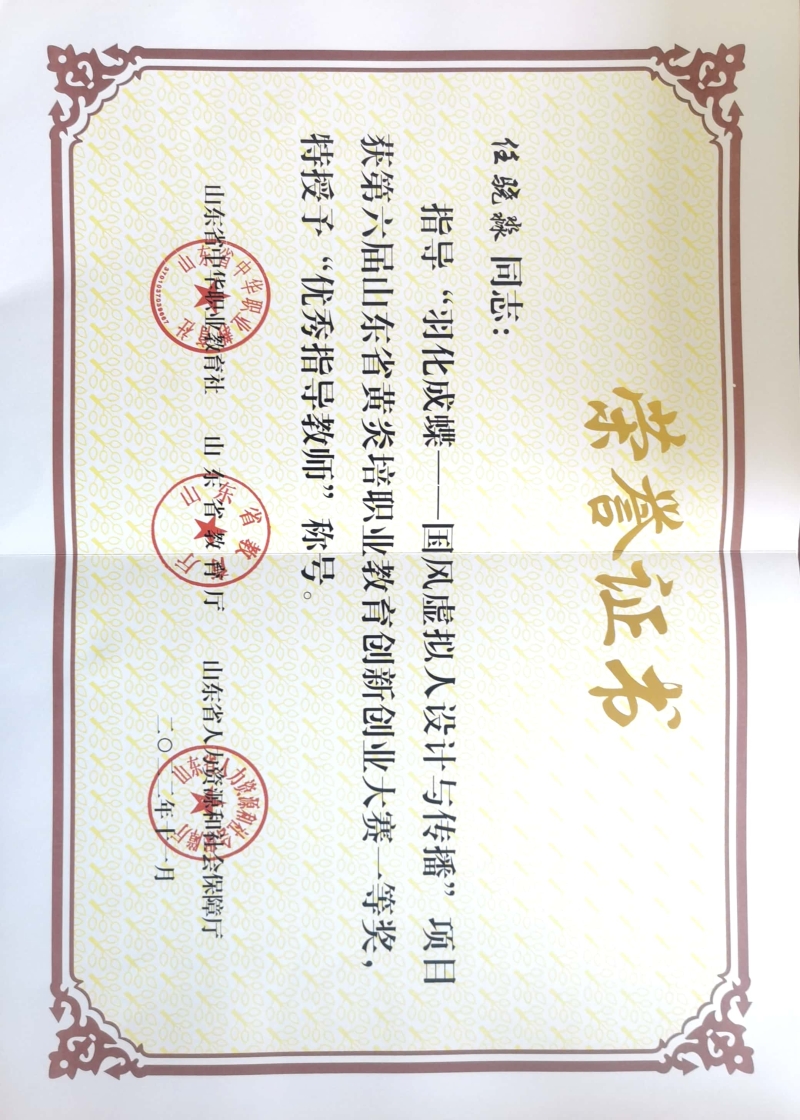 荣誉证书
任骁淼 同志：
指导“羽化成蝶——国风虚拟人设计与传播”项目
获第六届山东省黄炎培职业教育创新创业大赛一等奖，
特授予“优秀指导教师”称号。
山东省中华职业教育社 山东省教育厅 山东省人力资源和社会保障厅
二〇二二年十一月